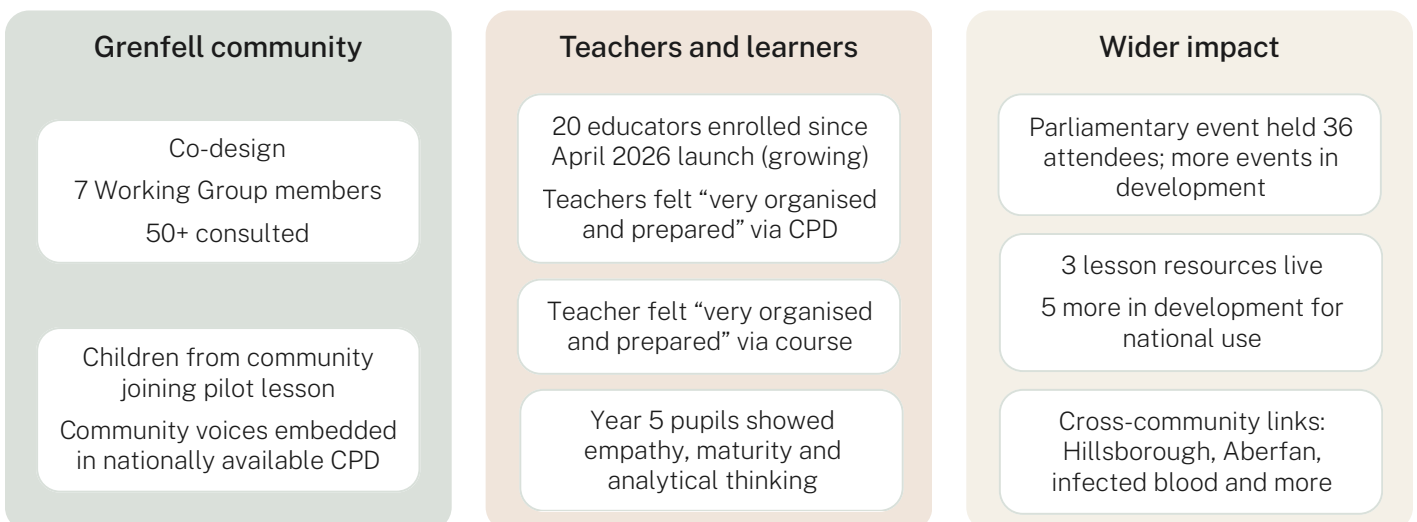 Grenfell community
Co-design
7 Working Group members
50+ consulted
Children from community
joining pilot lesson
Community voices embedded
in nationally available CPD
Teachers and learners
20 educators enrolled since
April 2026 launch (growing)
Teachers felt “very organised
and prepared” via CPD
Teacher felt “very organised
and prepared” via course
Year 5 pupils showed
empathy, maturity and
analytical thinking
Wider impact
Parliamentary event held 36
attendees; more events in
development
3 lesson resources live
5 more in development for
national use
Cross-community links:
Hillsborough, Aberfan,
infected blood and more